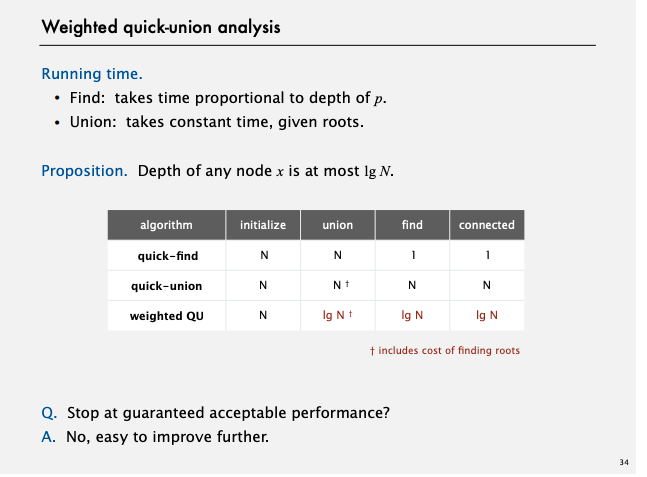 Weighted quick-union analysis
Running time.
• Find: takes time proportional to depth of p.
• Union: takes constant time, given roots.
Proposition. Depth of any node x is at most lg N.
algorithm initialize union find connected
quick–find N N 1 1
quick-union N N † N N
weighted QU N lg N † lg N lg N
† includes cost of finding roots
Q. Stop at guaranteed acceptable performance?
A. No, easy to improve further.
34